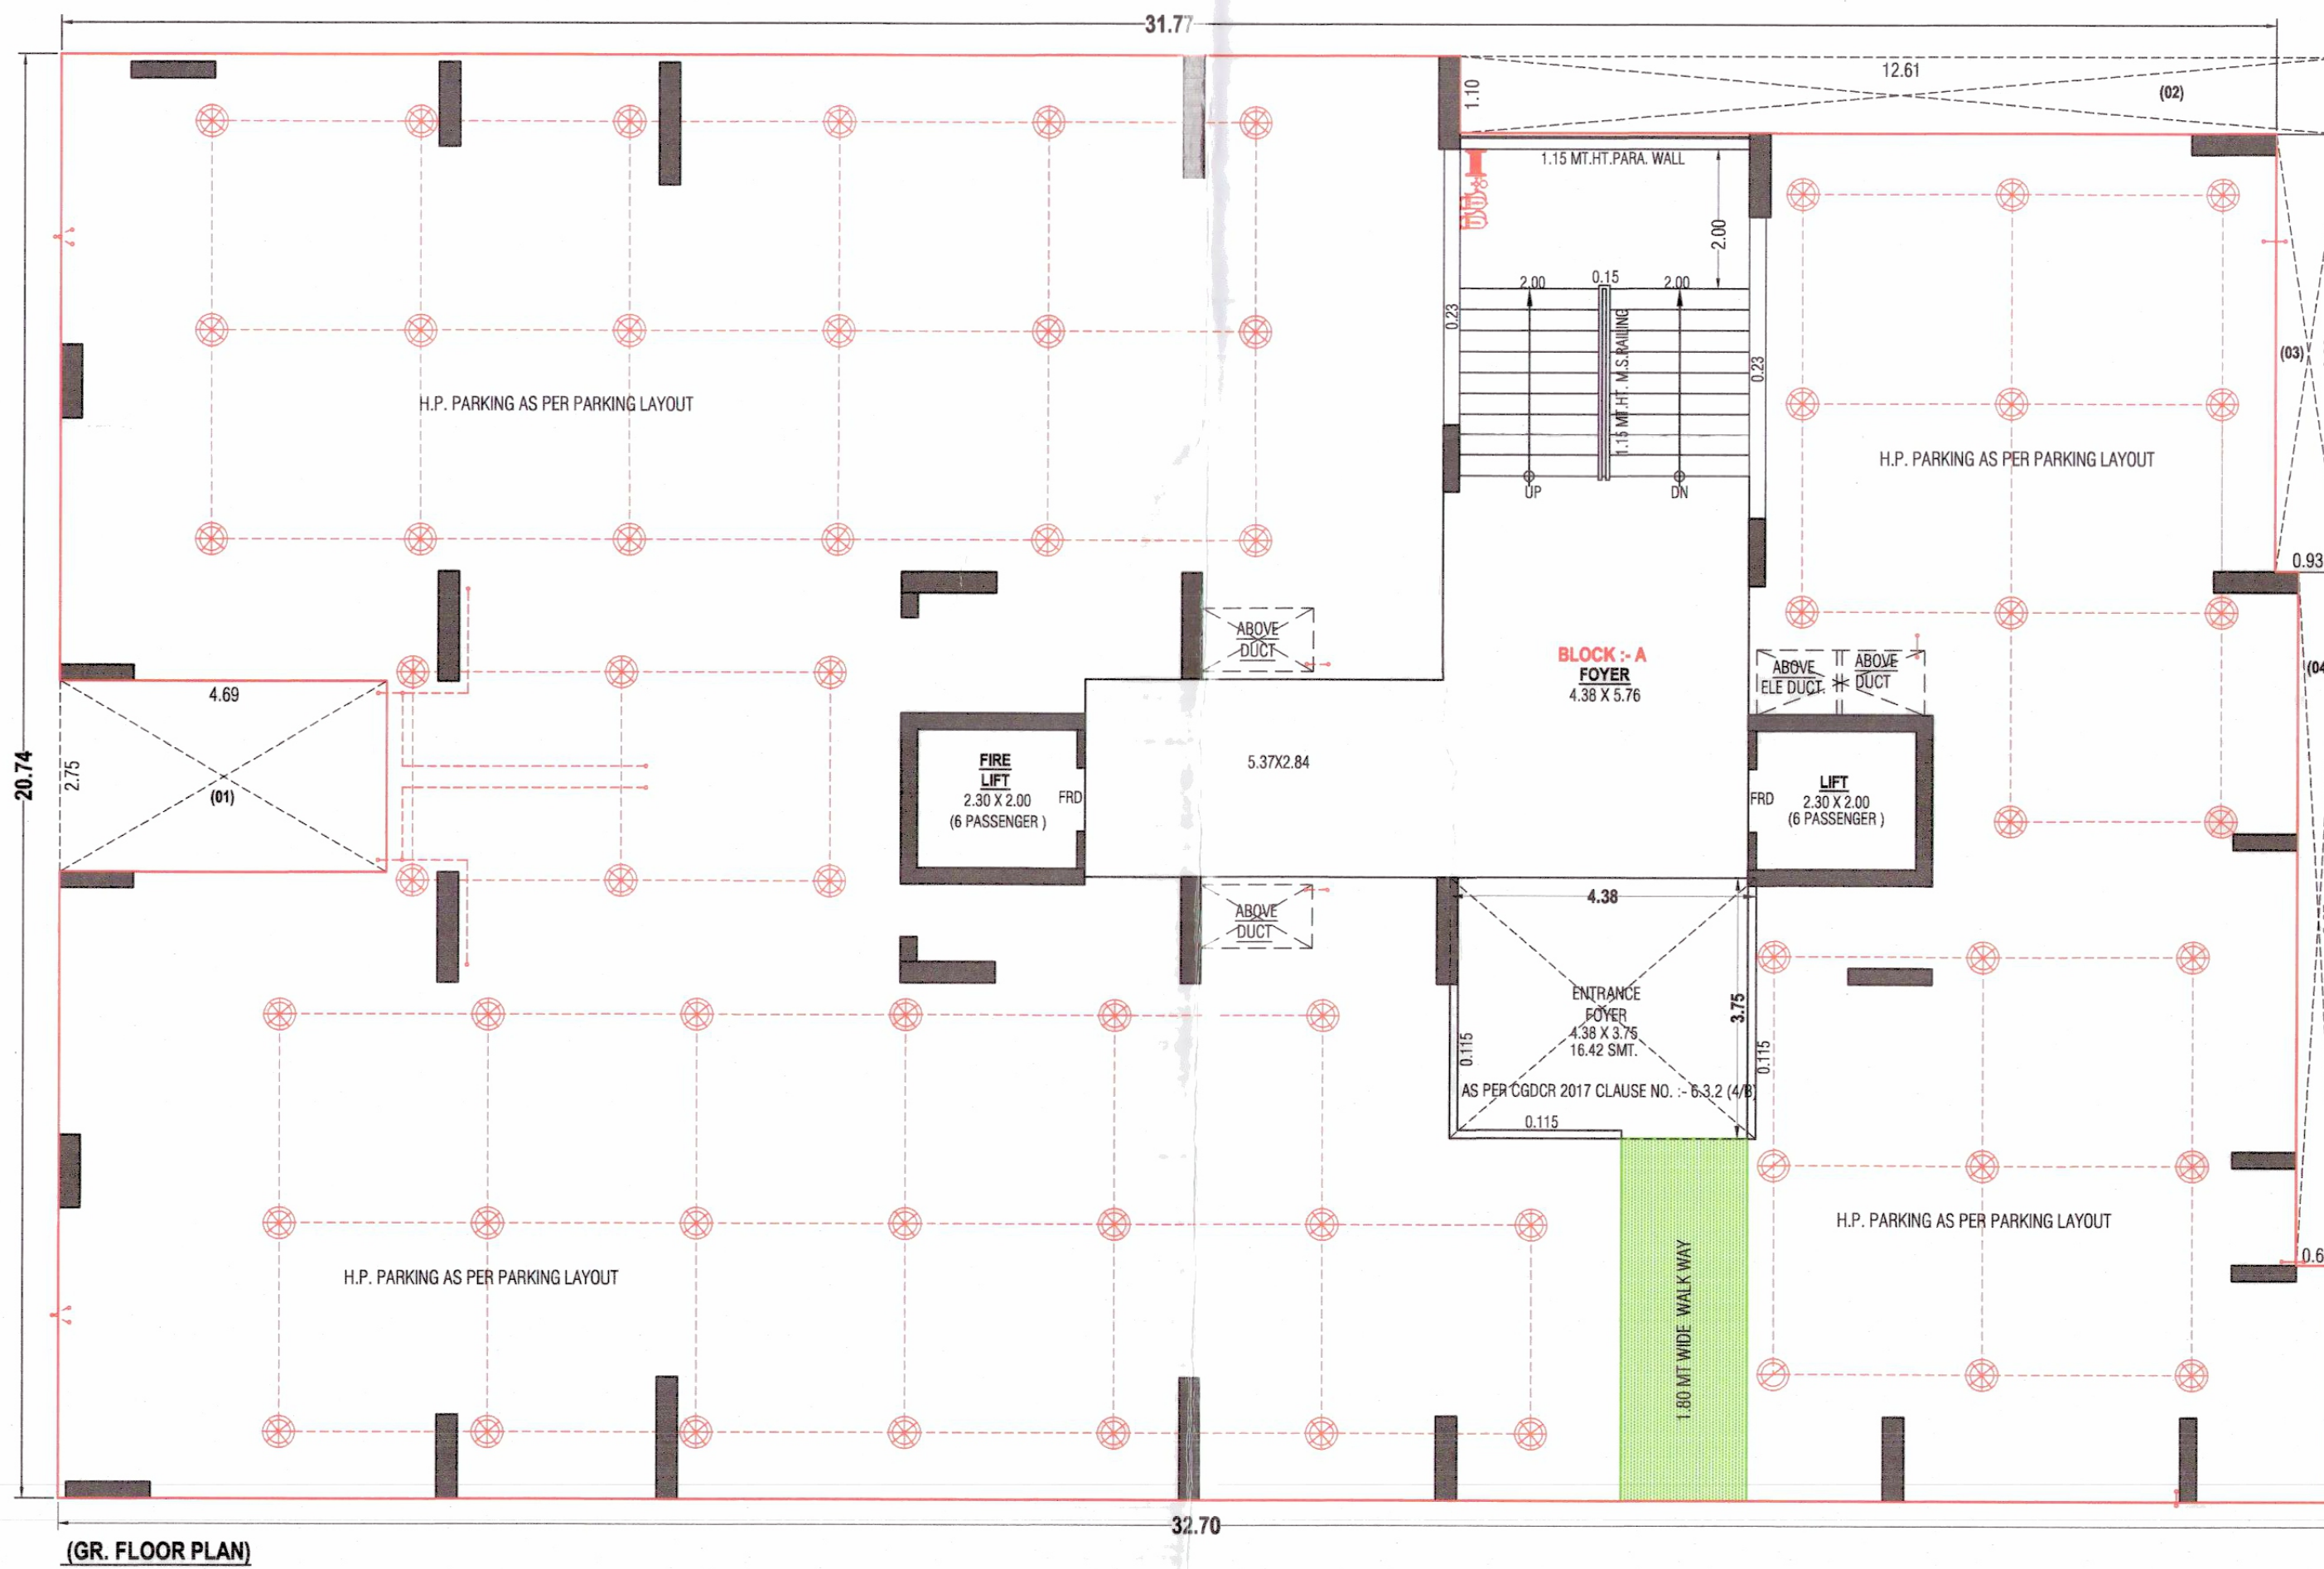 31.77
12.61
(02)
1.10
1.15 MT.HT.PARA. WALL
2.00
2.00
0.15
2.00
0.23
1.15 MT.HT. M.S.RAILING
0.23
(03)
H.P. PARKING AS PER PARKING LAYOUT
H.P. PARKING AS PER PARKING LAYOUT
UP
DN
0.93
ABOVE
DUCT
BLOCK :- A
FOYER
4.38 X 5.76
ABOVE
ELE DUCT.
ABOVE
DUCT
4.69
2.75
(01)
20.74
FIRE
LIFT
2.30 X 2.00
(6 PASSENGER )
FRD
5.37X2.84
FRD
LIFT
2.30 X 2.00
(6 PASSENGER )
ABOVE
DUCT
4.38
3.75
ENTRANCE
FOYER
4.38 X 3.75
16.42 SMT.
0.115
0.115
AS PER CGDCR 2017 CLAUSE NO. :- 6.3.2 (4/B)
0.115
H.P. PARKING AS PER PARKING LAYOUT
H.P. PARKING AS PER PARKING LAYOUT
1.80 MT WIDE WALK WAY
32.70
(GR. FLOOR PLAN)